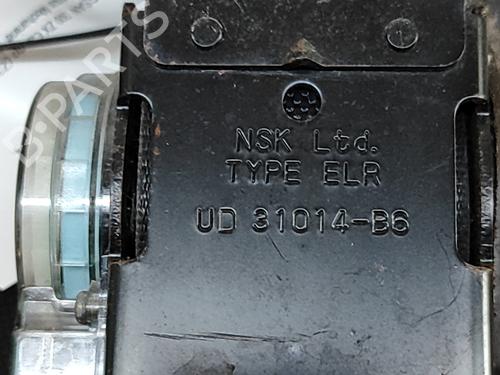 B-PARTS
NSK Ltd.
TYPE ELR
UD 31014-B6